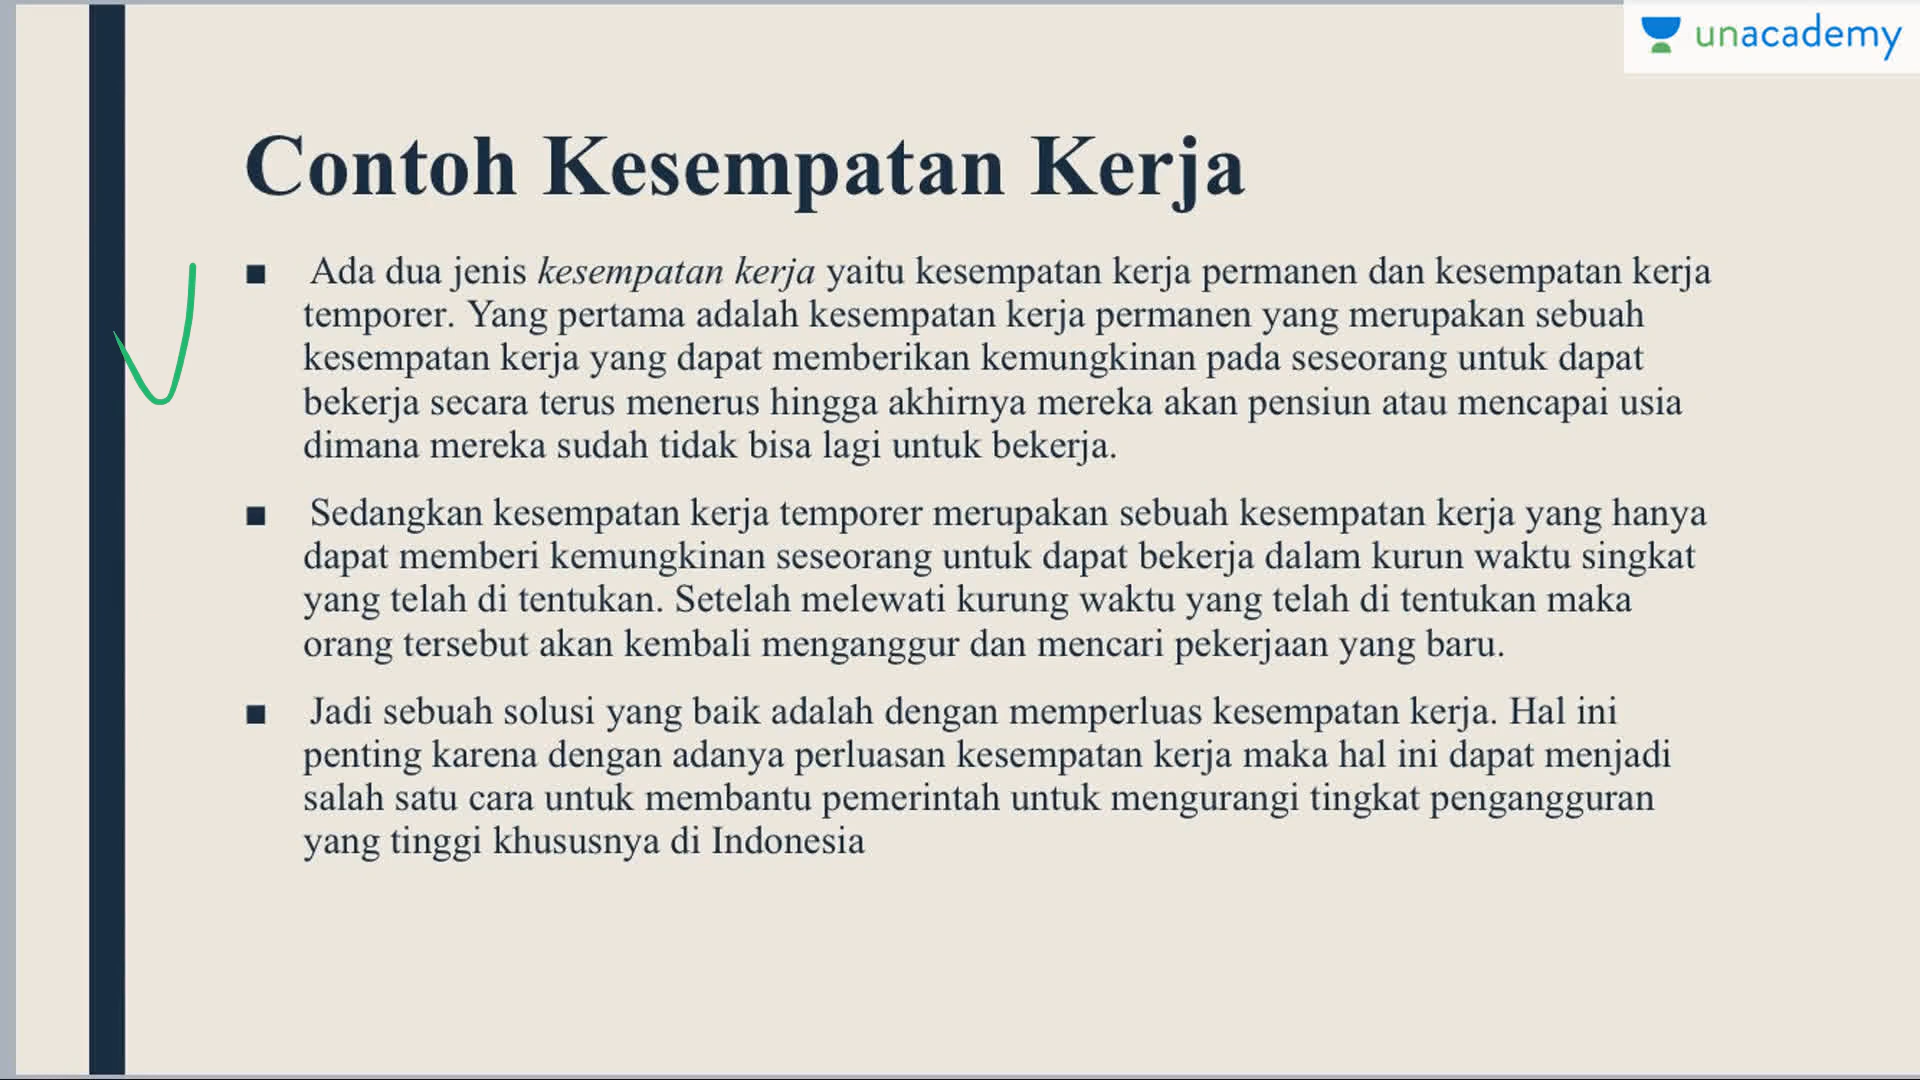 unacademy
Contoh Kesempatan Kerja
■ Ada dua jenis kesempatan kerja yaitu kesempatan kerja permanen dan kesempatan kerja
temporer. Yang pertama adalah kesempatan kerja permanen yang merupakan sebuah
kesempatan kerja yang dapat memberikan kemungkinan pada seseorang untuk dapat
bekerja secara terus menerus hingga akhirnya mereka akan pensiun atau mencapai usia
dimana mereka sudah tidak bisa lagi untuk bekerja.
■ Sedangkan kesempatan kerja temporer merupakan sebuah kesempatan kerja yang hanya
dapat memberi kemungkinan seseorang untuk dapat bekerja dalam kurun waktu singkat
yang telah di tentukan. Setelah melewati kurung waktu yang telah di tentukan maka
orang tersebut akan kembali menganggur dan mencari pekerjaan yang baru.
■ Jadi sebuah solusi yang baik adalah dengan memperluas kesempatan kerja. Hal ini
penting karena dengan adanya perluasan kesempatan kerja maka hal ini dapat menjadi
salah satu cara untuk membantu pemerintah untuk mengurangi tingkat pengangguran
yang tinggi khususnya di Indonesia